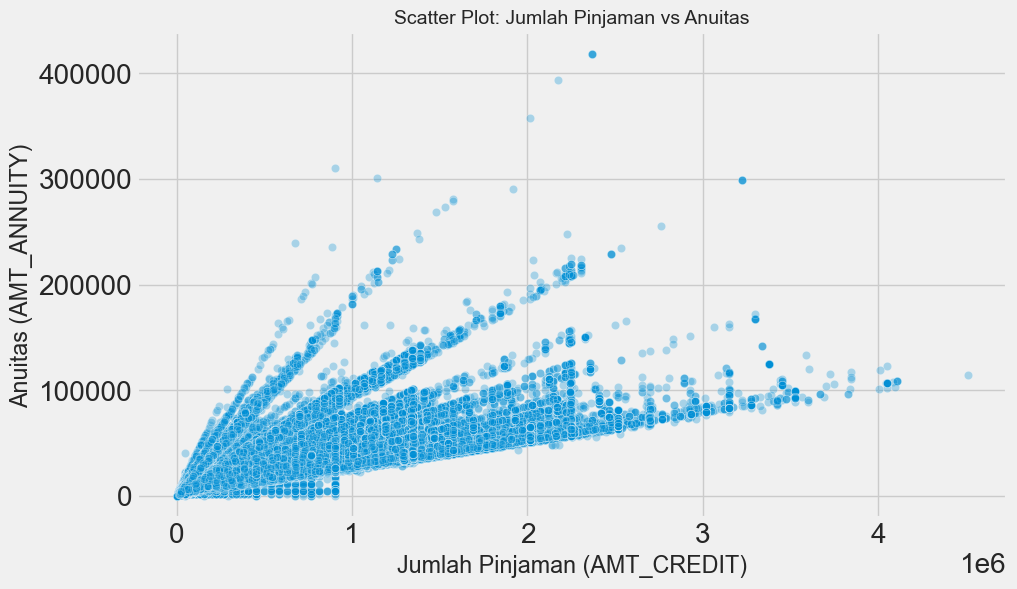 Scatter Plot: Jumlah Pinjaman vs Anuitas
400000
300000
200000
100000
0
Anuitas (AMT_ANNUITY)
0 1 2 3 4
1e6
Jumlah Pinjaman (AMT_CREDIT)